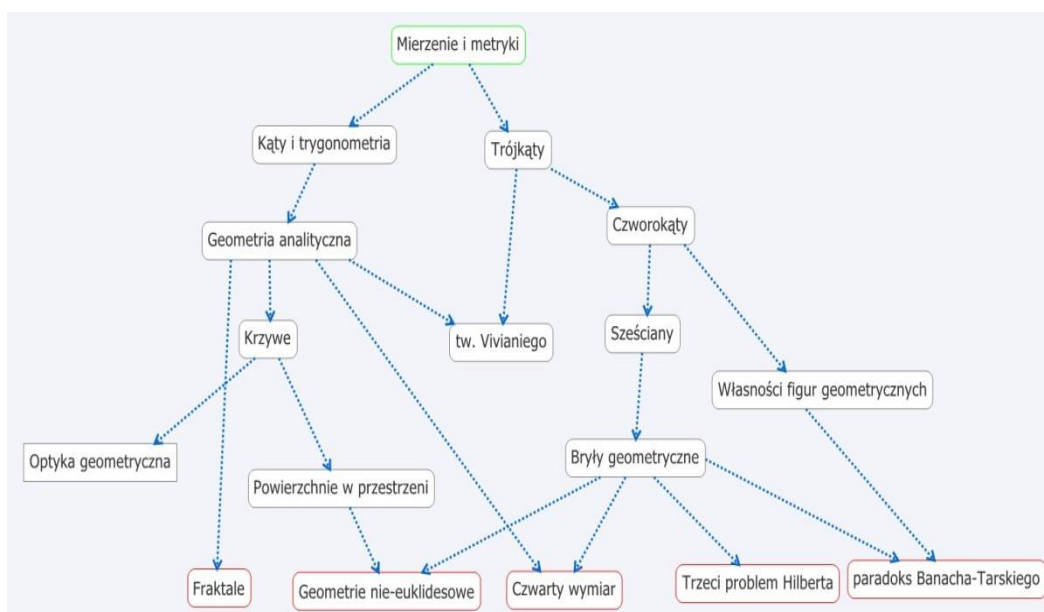 Mierzenie i metryki
Kąty i trygonometria
Trójkąty
Czworokąty
Geometria analityczna
Krzywe
tw. Vivianiego
Sześciany
Własności figur geometrycznych
Optyka geometryczna
Bryły geometryczne
Powierzchnie w przestrzeni
Fraktale
Geometrie nie-euklidesowe
Czwarty wymiar
Trzeci problem Hilberta
paradoks Banacha-Tarskiego